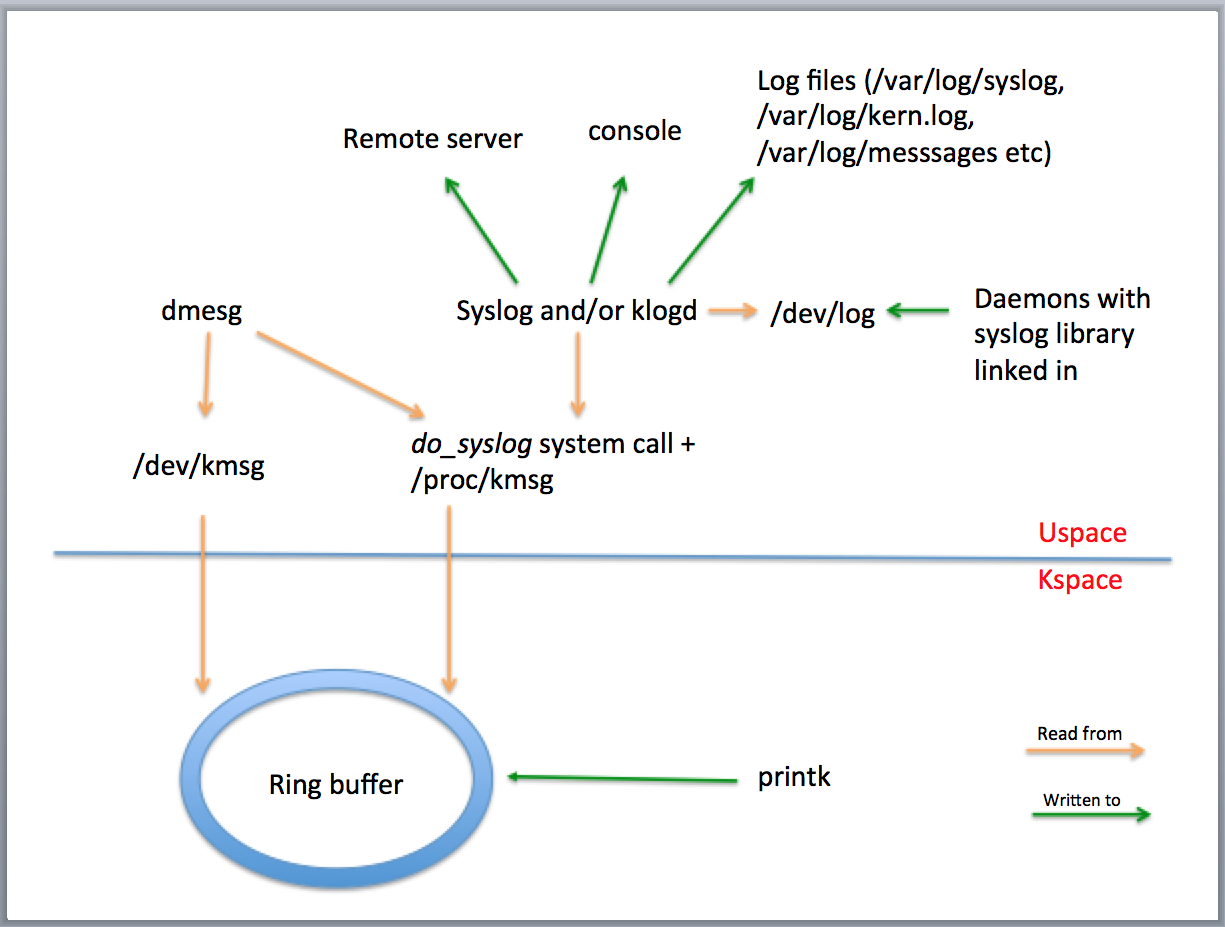 Log files (/var/log/syslog,
/var/log/kern.log,
/var/log/messsages etc)
Remote server
console
dmesg
Syslog and/or klogd
/dev/log
Daemons with
syslog library
linked in
/dev/kmsg
do_syslog system call +
/proc/kmsg
Uspace
Kspace
Ring buffer
printk
Read from
Written to